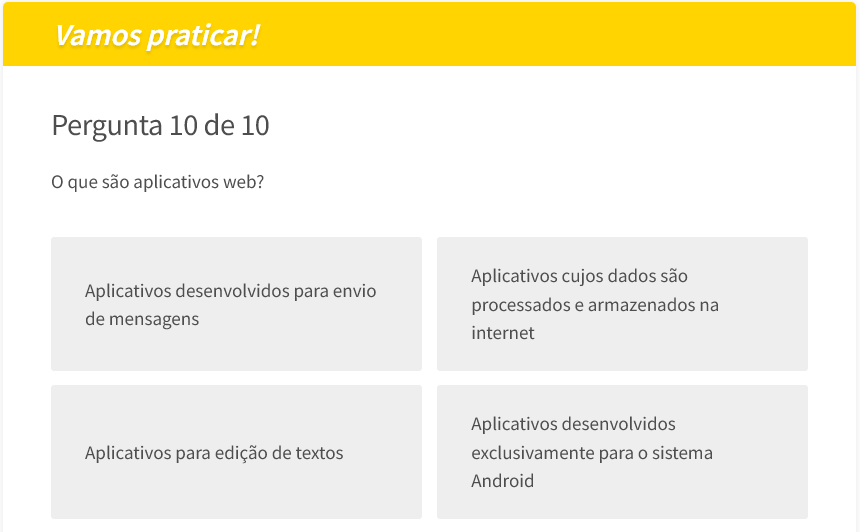 Vamos praticar!
Pergunta 10 de 10
O que são aplicativos web?
Aplicativos desenvolvidos para envio
de mensagens
Aplicativos cujos dados são
processados e armazenados na
internet
Aplicativos para edição de textos
Aplicativos desenvolvidos
exclusivamente para o sistema
Android